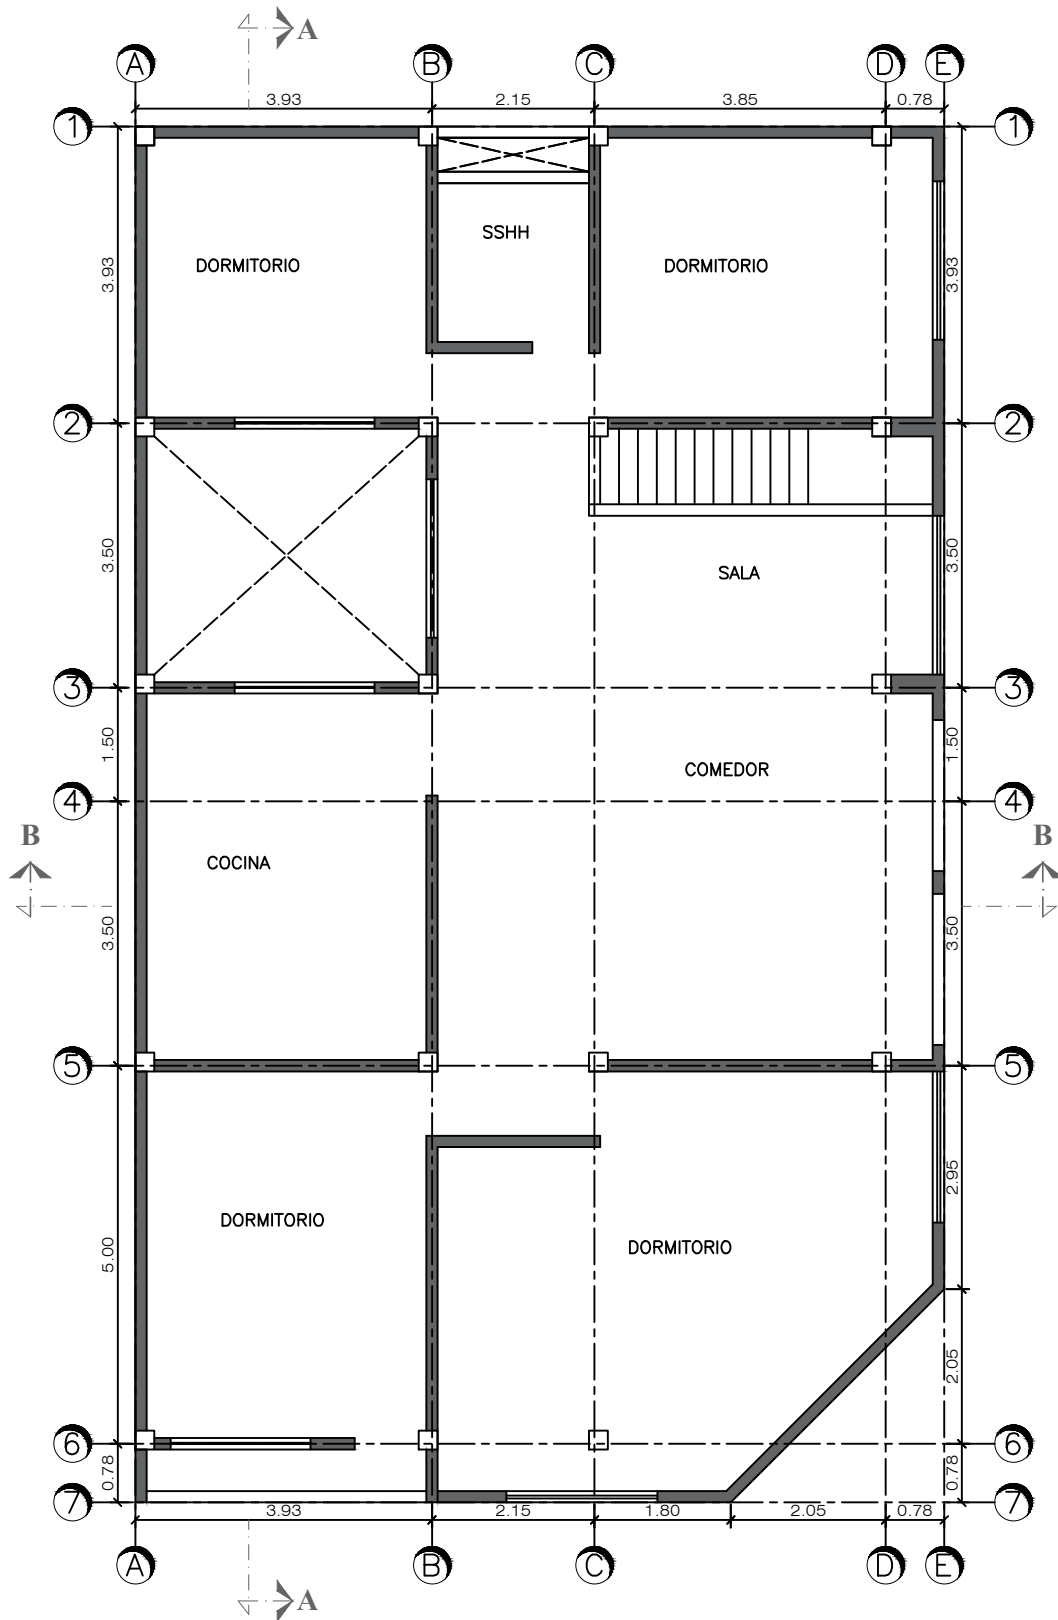 A
A B C D E
3.93 2.15 3.85 0.78
1 1
SSHH
DORMITORIO DORMITORIO
3.93 3.93
2 2
3.50 3.50
SALA
3 3
1.50 1.50
COMEDOR
4 4
B B
COCINA
3.50 3.50
5 5
2.95
DORMITORIO
DORMITORIO
5.00
2.05
6 6
0.78 0.78
7 7
3.93 2.15 1.80 2.05 0.78
A B C D E
A